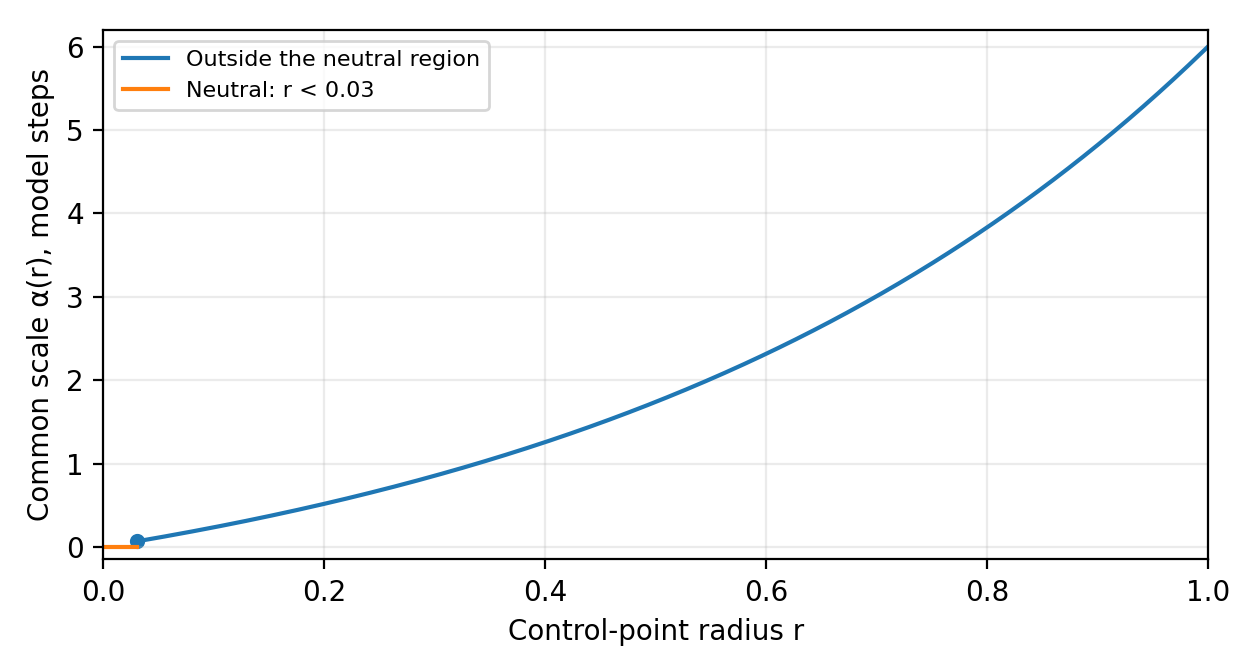 Outside the neutral region
Neutral: r < 0.03
Common scale α(r), model steps
6
5
4
3
2
1
0
0.0 0.2 0.4 0.6 0.8 1.0
Control-point radius r